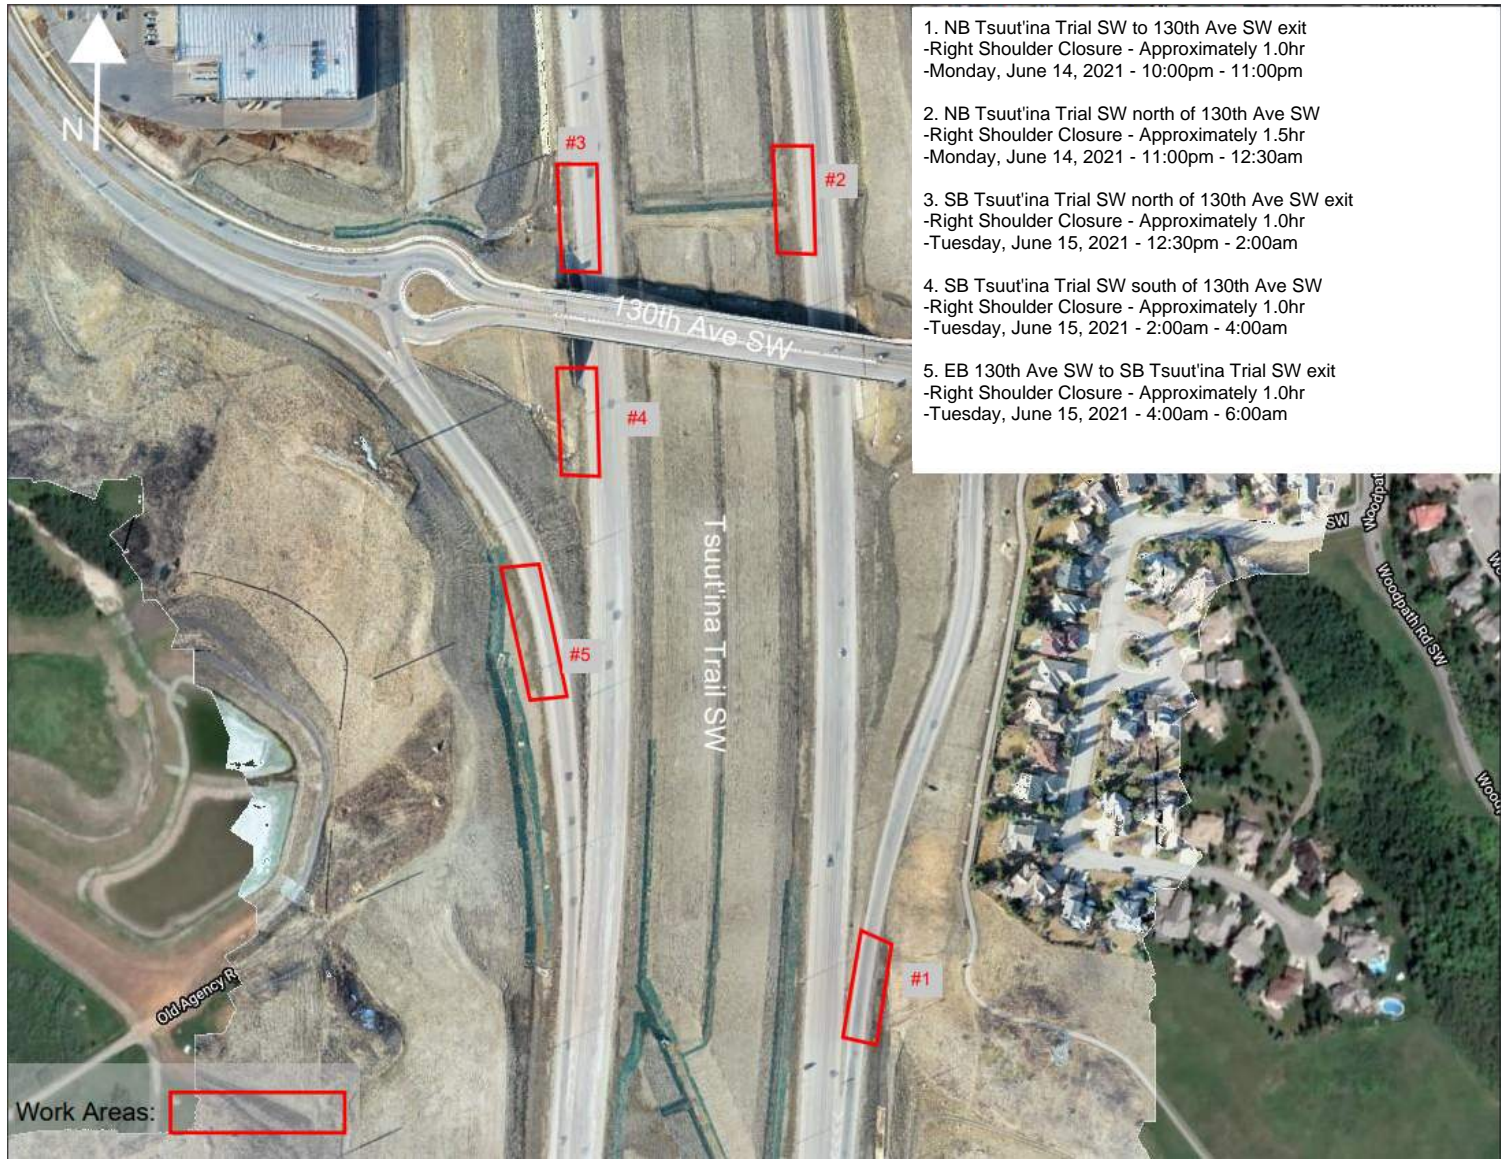 1. NB Tsuut'ina Trial SW to 130th Ave SW exit
-Right Shoulder Closure - Approximately 1.0hr
-Monday, June 14, 2021 - 10:00pm - 11:00pm
2. NB Tsuut'ina Trial SW north of 130th Ave SW
-Right Shoulder Closure - Approximately 1.5hr
-Monday, June 14, 2021 - 11:00pm - 12:30am
3. SB Tsuut'ina Trial SW north of 130th Ave SW exit
-Right Shoulder Closure - Approximately 1.0hr
-Tuesday, June 15, 2021 - 12:30pm - 2:00am
4. SB Tsuut'ina Trial SW south of 130th Ave SW
-Right Shoulder Closure - Approximately 1.0hr
-Tuesday, June 15, 2021 - 2:00am - 4:00am
5. EB 130th Ave SW to SB Tsuut'ina Trial SW exit
-Right Shoulder Closure - Approximately 1.0hr
-Tuesday, June 15, 2021 - 4:00am - 6:00am
N
#3
#2
130th Ave SW
#4
Tsuut'ina Trail SW
SW
Woodpath Rd SW
#5
#1
Old Agency R
Work Areas: